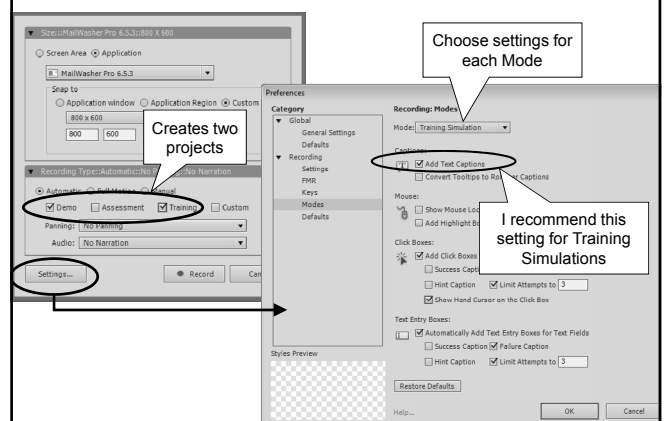 Size:::MailWasher Pro 6.5.3::800 X 600
Screen Area Application
MailWasher Pro 6.5.3
Snap to
Application window Application Region Custom
800 x 600
800 600
Creates two
projects
Recording Type::Automatic::No Narration
Automatic Full Motion Manual
Demo Assessment Training Custom
Panning: No Panning
Audio: No Narration
Settings... Record
Choose settings for
each Mode
Preferences
Category
Global
General Settings
Defaults
Recording
Settings
FMR
Keys
Modes
Defaults
Styles Preview
Recording: Modes
Mode: Training Simulation
Captions:
Add Text Captions
Convert Tooltips to Captions
Mouse:
Show Mouse
Add Highlight
I recommend this
setting for Training
Simulations
Click Boxes:
Add Click Boxes
Success
Hint Caption Limit Attempts to 3
Show Hand Cursor on the Click Box
Text Entry Boxes:
Automatically Add Text Entry Boxes for Text Fields
Success Caption Failure Caption
Hint Caption Limit Attempts to 3
Restore Defaults
Help... OK Cancel